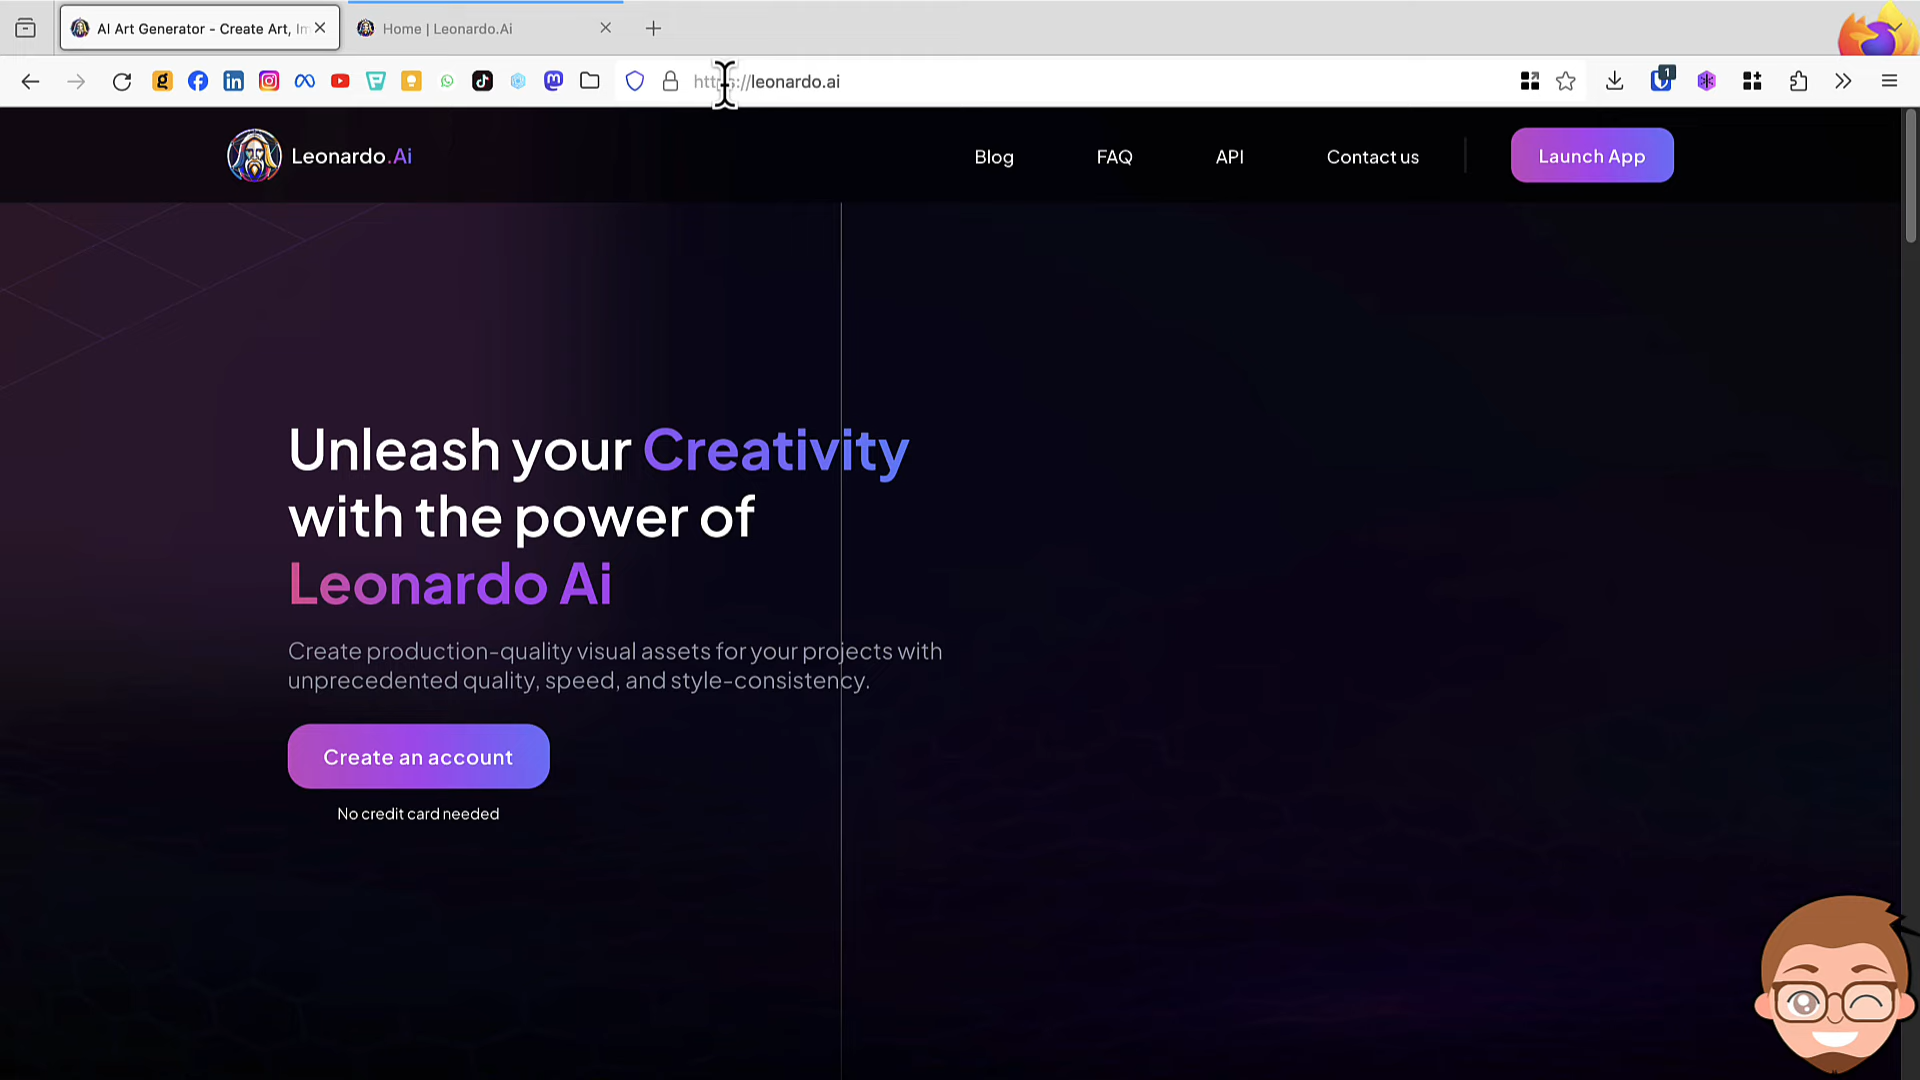 AI Art Generator - Create Art, Im
Home | Leonardo.Ai
https://leonardo.ai
1
Leonardo.Ai
Blog
FAQ
API
Contact us
Launch App
Unleash your Creativity
with the power of
Leonardo Ai
Create production-quality visual assets for your projects with
unprecedented quality, speed, and style-consistency.
Create an account
No credit card needed